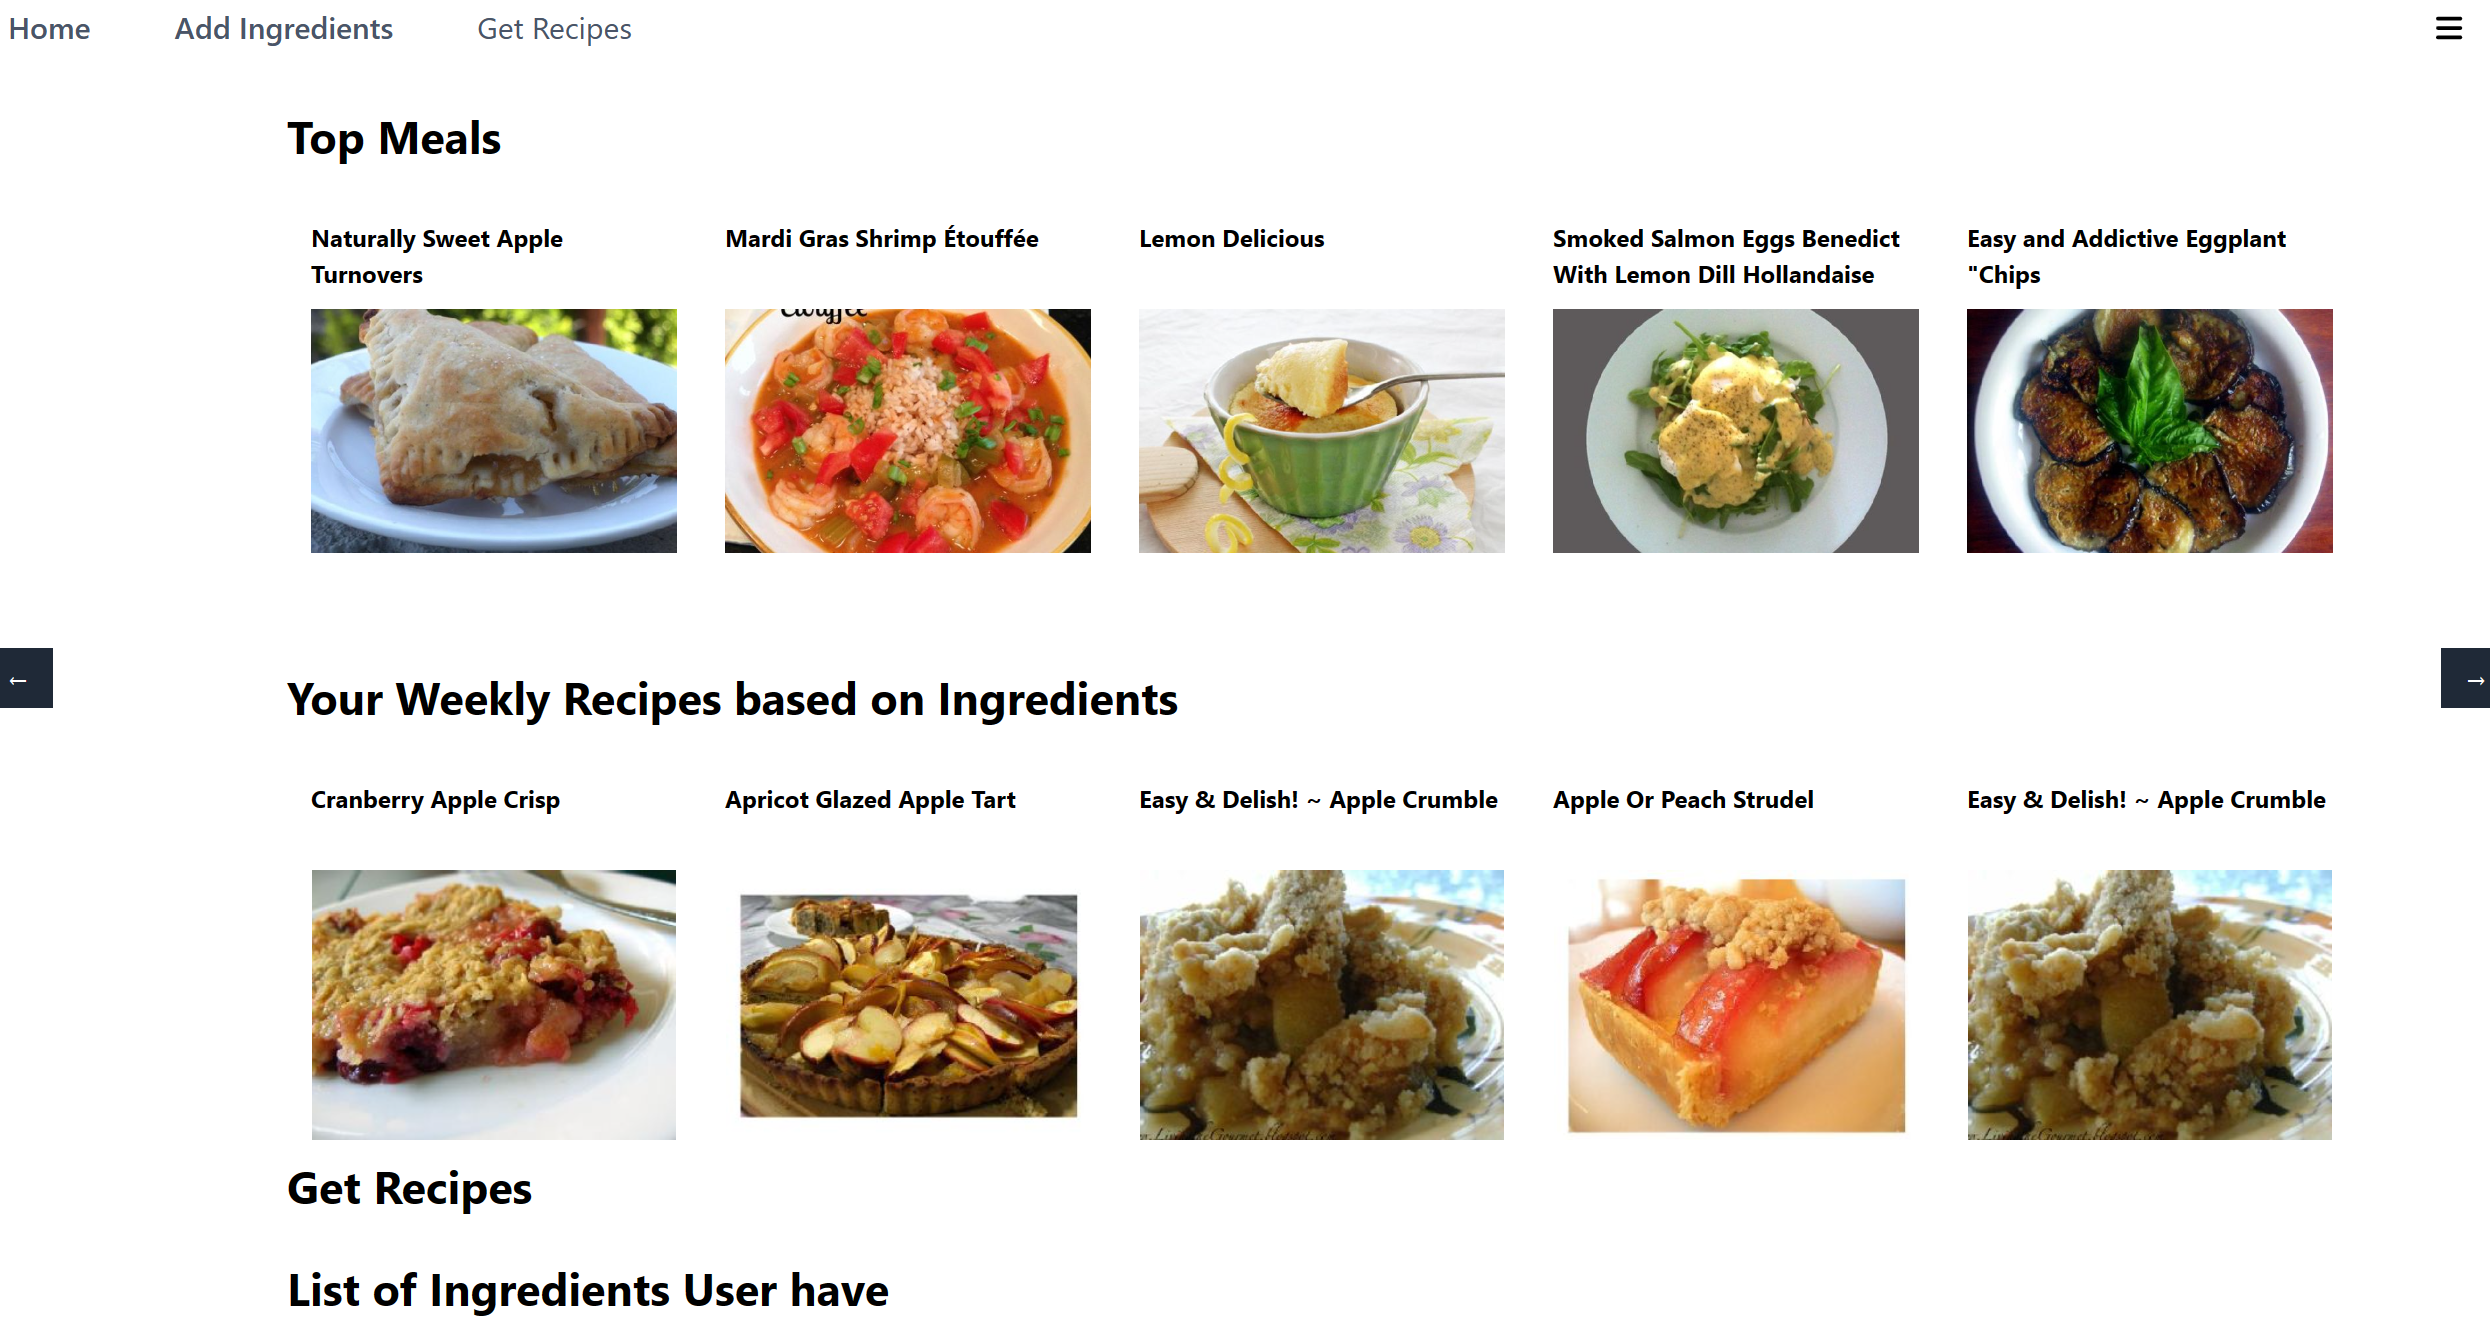 Home
Add Ingredients
Get Recipes
Top Meals
Naturally Sweet Apple
Turnovers
Mardi Gras Shrimp Étouffée
Lemon Delicious
Smoked Salmon Eggs Benedict
With Lemon Dill Hollandaise
Easy and Addictive Eggplant
"Chips
←
→
Your Weekly Recipes based on Ingredients
Cranberry Apple Crisp
Apricot Glazed Apple Tart
Easy & Delish! ~ Apple Crumble
Apple Or Peach Strudel
Easy & Delish! ~ Apple Crumble
Get Recipes
List of Ingredients User have